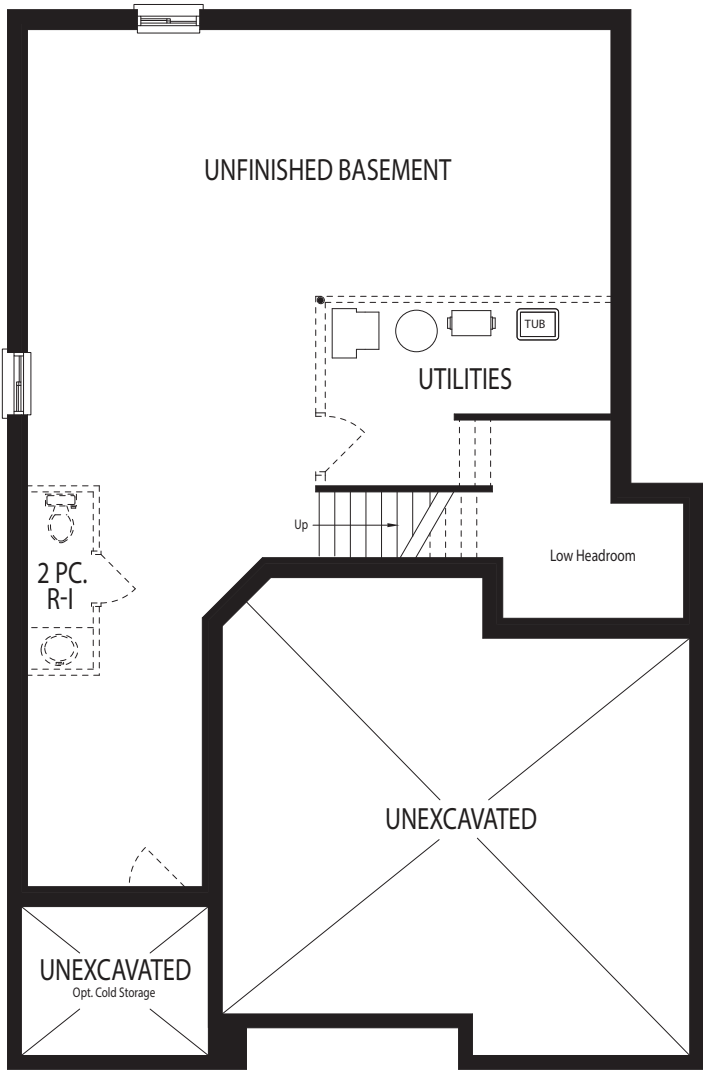 UNFINISHED BASEMENT
TUB
UTILITIES
Up
Low Headroom
2 PC.
R-I
UNEXCAVATED
UNEXCAVATED
Opt. Cold Storage